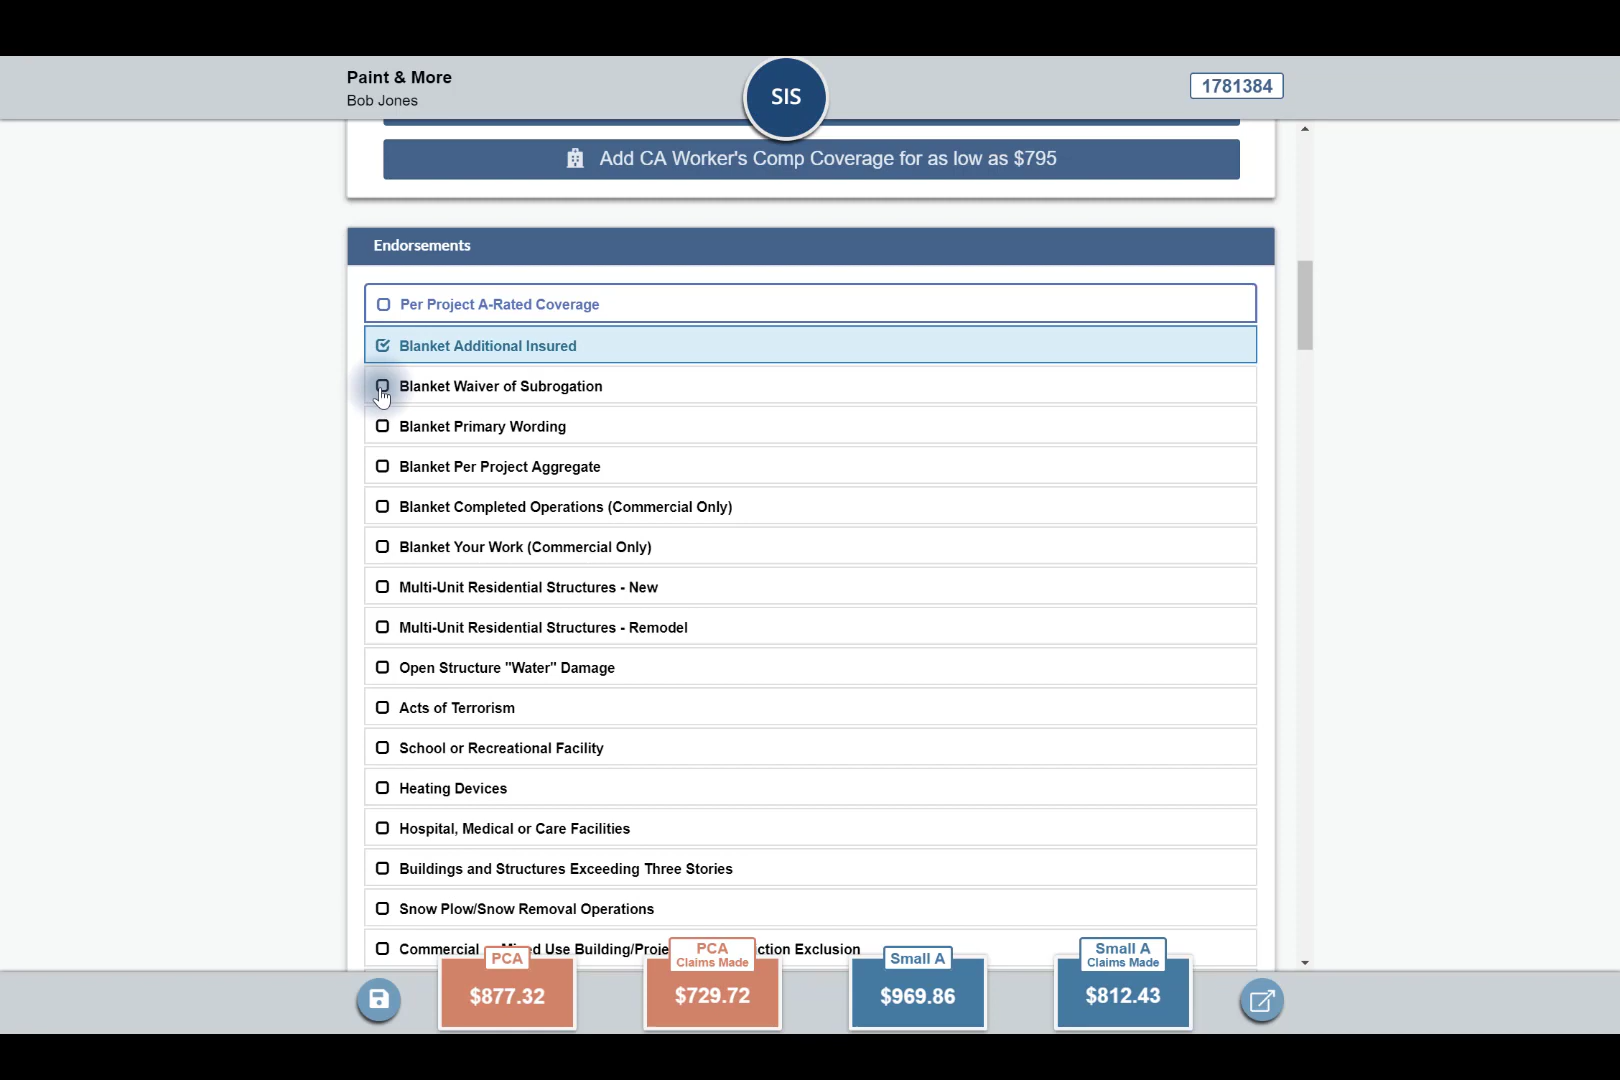 Paint & More
Bob Jones
SIS
1781384
Add CA Worker's Comp Coverage for as low as $795
Endorsements
Per Project A-Rated Coverage
Blanket Additional Insured
Blanket Waiver of Subrogation
Blanket Primary Wording
Blanket Per Project Aggregate
Blanket Completed Operations (Commercial Only)
Blanket Your Work (Commercial Only)
Multi-Unit Residential Structures - New
Multi-Unit Residential Structures - Remodel
Open Structure "Water" Damage
Acts of Terrorism
School or Recreational Facility
Heating Devices
Hospital, Medical or Care Facilities
Buildings and Structures Exceeding Three Stories
Snow Plow/Snow Removal Operations
Commercial Exclusion
PCA
$877.32
PCA
Claims Made
$729.72
Small A
$969.86
Small A
Claims Made
$812.43